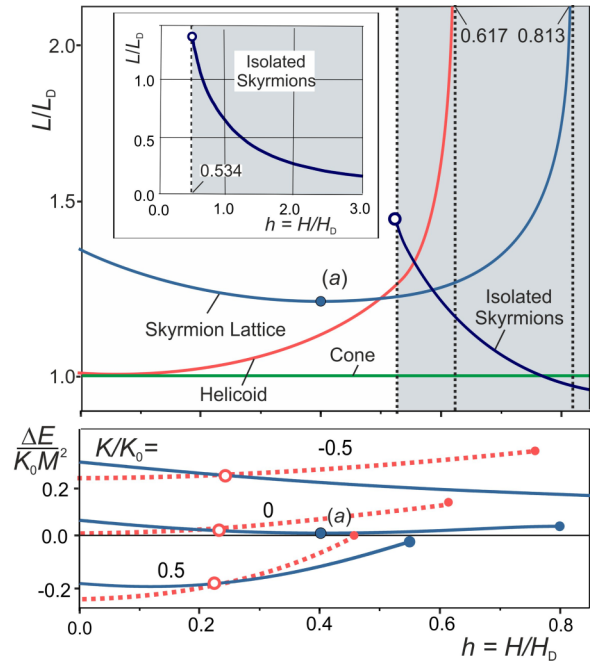 2.0
1.5
1.0
L/L_D
0.617
0.813
L/L_D
1.0
0.5
0.0
Isolated
Skyrmions
0.534
0.0
1.0
2.0
3.0
h = H/H_D
(a)
Skyrmion Lattice
Helicoid
Cone
Isolated
Skyrmions
ΔE
K₀M²
K/K₀=
-0.5
0.2
0
(a)
0.0
0.5
-0.2
0.0
0.2
0.4
0.6
0.8
h = H/H_D